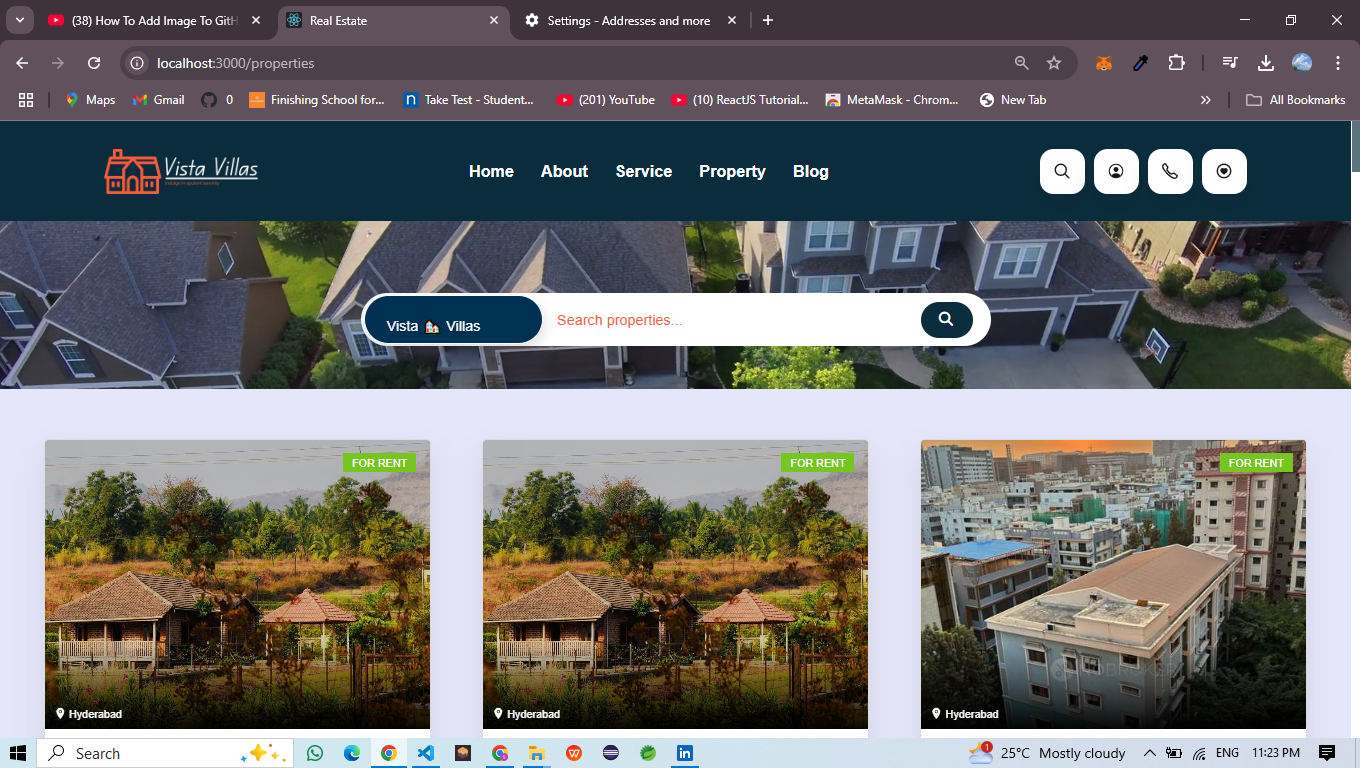 (38) How To Add Image To GitH
Real Estate
Settings - Addresses and more
localhost:3000/properties
Maps
Gmail
0
Finishing School for...
Take Test - Student...
(201) YouTube
(10) ReactJS Tutorial...
MetaMask - Chrom...
New Tab
All Bookmarks
Vista Villas
Home
About
Service
Property
Blog
Vista Villas
Search properties...
FOR RENT
FOR RENT
FOR RENT
Hyderabad
Hyderabad
Hyderabad
Search
1
25°C Mostly cloudy
ENG
11:23 PM